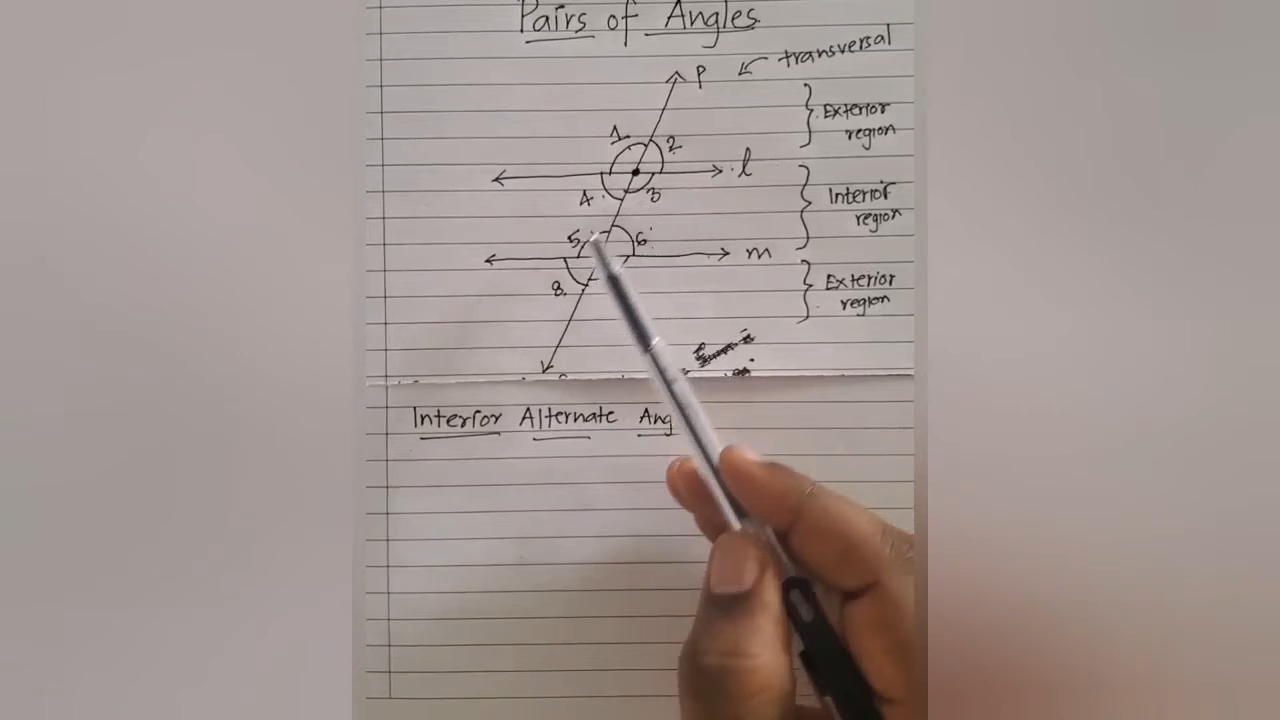 Pairs of Angles
transversal
p
Exterior
region
1
2
l
4
3
Interior
region
5
6
m
8
Exterior
region
Interior Alternate Ang